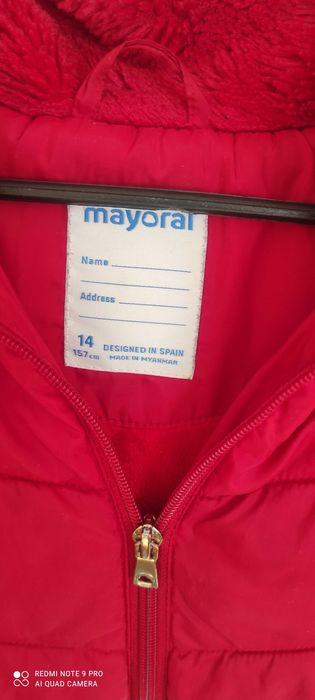 mayoral
Name
Address
14 DESIGNED IN SPAIN
157cm MADE IN MYANMAR
REDMI NOTE 9 PRO
AI QUAD CAMERA